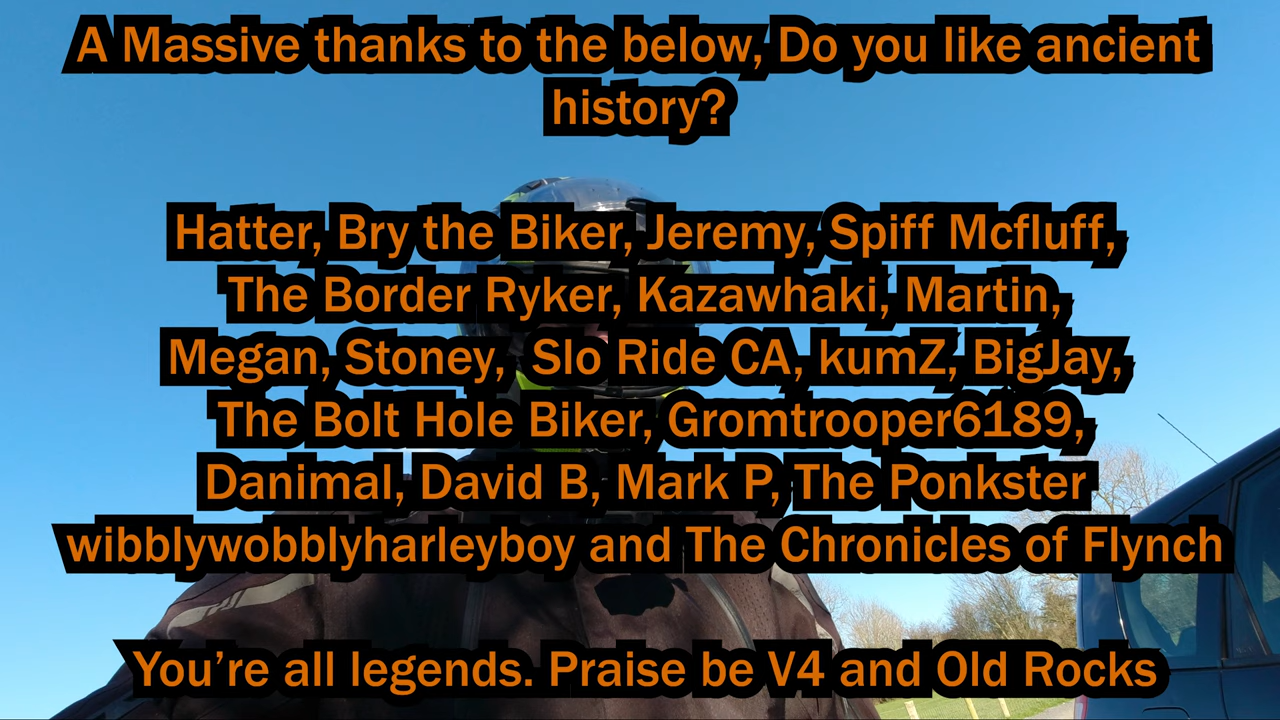 A Massive thanks to the below, Do you like ancient
history?
Hatter, Bry the Biker, Jeremy, Spiff Mcfluff,
The Border Ryker, Kazawhaki, Martin,
Megan, Stoney, Slo Ride CA, kumZ, BigJay,
The Bolt Hole Biker, Gromtrooper6189,
Danimal, David B, Mark P, The Ponkster
wibblywobblyharleyboy and The Chronicles of Flynch
You’re all legends. Praise be V4 and Old Rocks